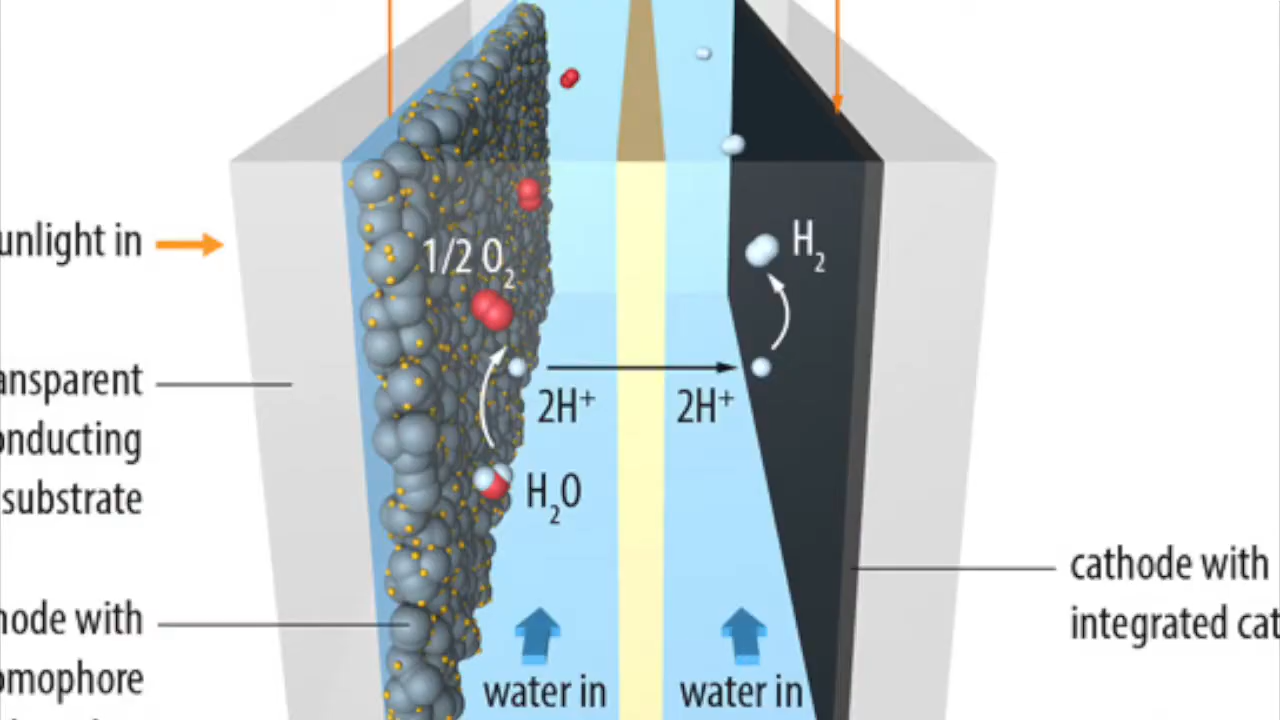 unlight in
1/2 O₂
H₂
ansparent
onducting
substrate
2H⁺
2H⁺
H₂O
cathode with
integrated cat
node with
omophore
water in
water in